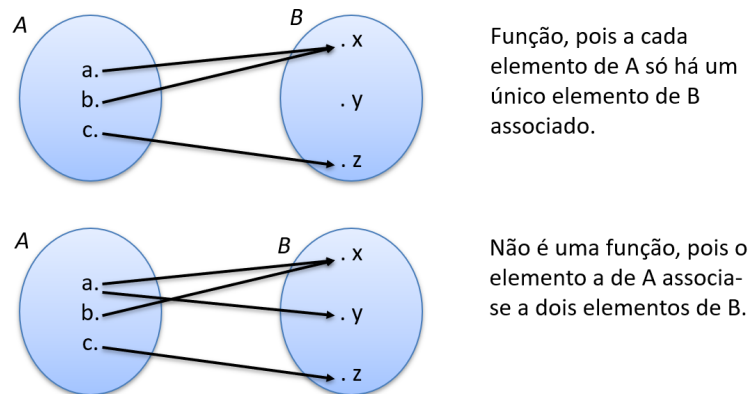 A
B
a.
b.
c.
. x
. y
. z
Função, pois a cada
elemento de A só há um
único elemento de B
associado.
A
B
a.
b.
c.
. x
. y
. z
Não é uma função, pois o
elemento a de A associa-
se a dois elementos de B.